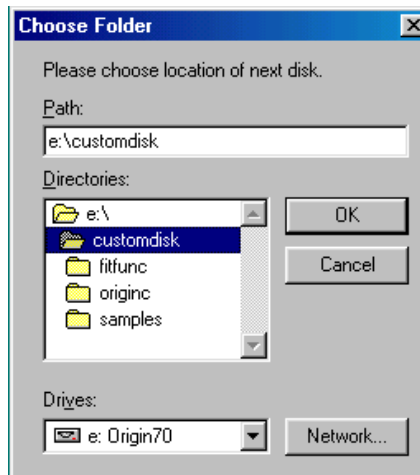 Choose Folder
Please choose location of next disk.
Path:
e:\customdisk
Directories:
e:\
customdisk
fitfunc
originc
samples
OK
Cancel
Drives:
e: Origin70
Network...